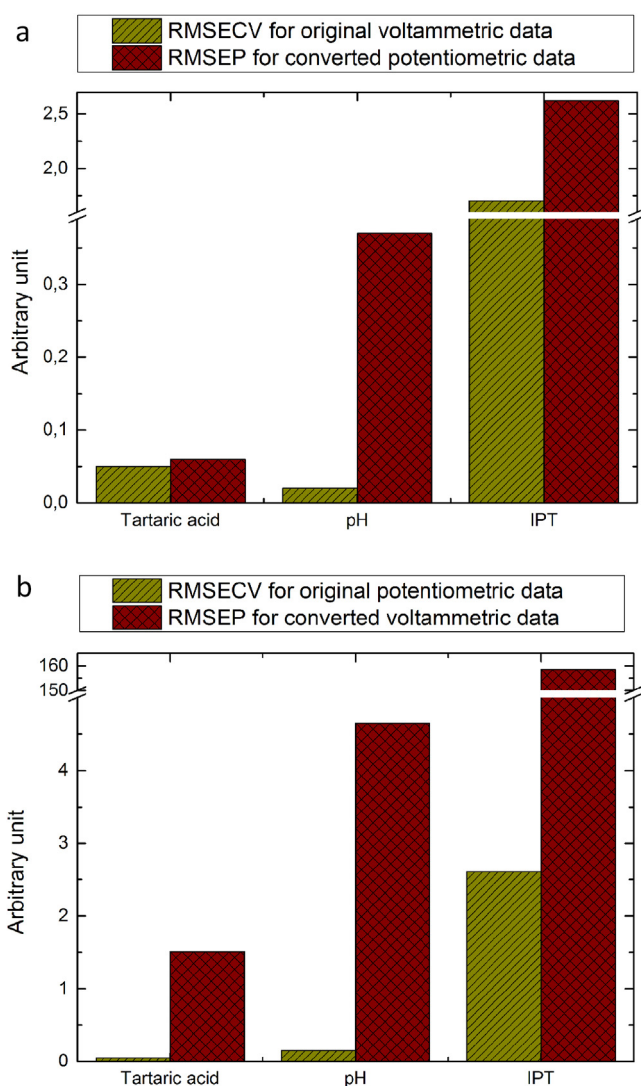 a
RMSECV for original voltammetric data
RMSEP for converted potentiometric data
2,5
2,0
0,3
0,2
0,1
0,0
Arbitrary unit
Tartaric acid pH IPT
b
RMSECV for original potentiometric data
RMSEP for converted voltammetric data
160
150
4
3
2
1
0
Arbitrary unit
Tartaric acid pH IPT